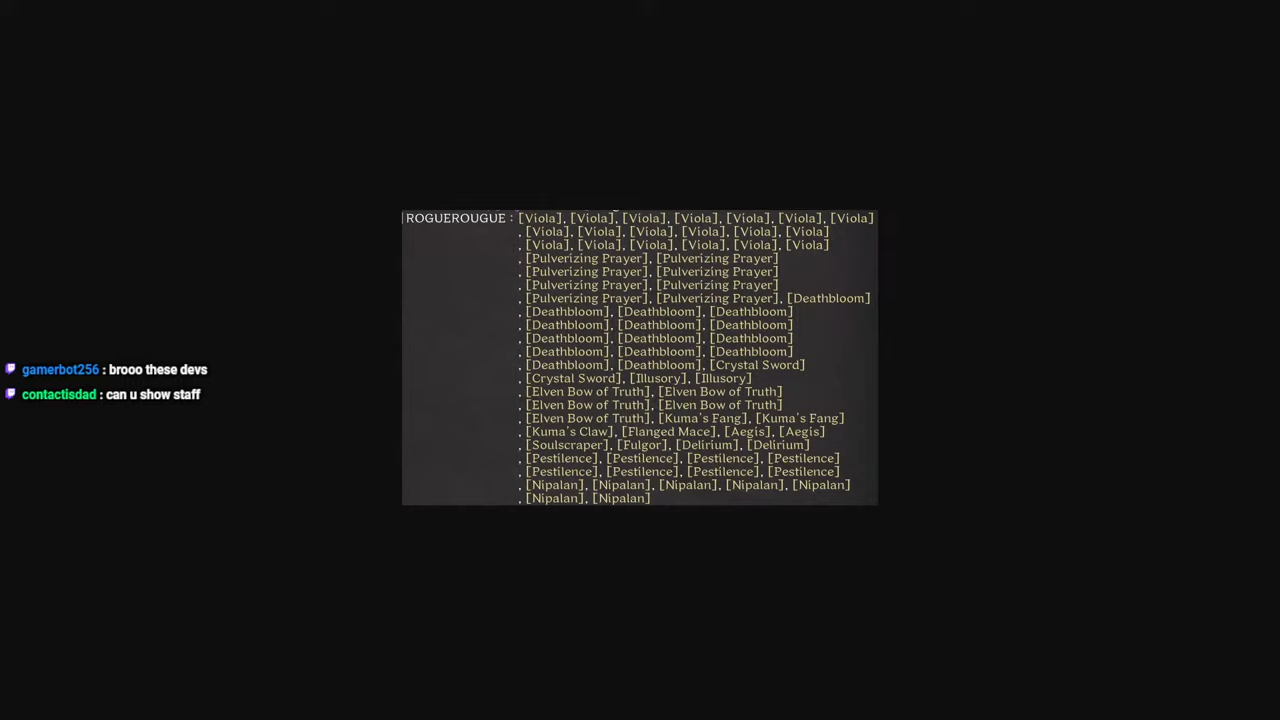 ROGUEROUGUE : [Viola], [Viola], [Viola], [Viola], [Viola], [Viola], [Viola]
, [Viola], [Viola], [Viola], [Viola], [Viola], [Viola]
, [Viola], [Viola], [Viola], [Viola], [Viola], [Viola]
, [Pulverizing Prayer], [Pulverizing Prayer]
, [Pulverizing Prayer], [Pulverizing Prayer]
, [Pulverizing Prayer], [Pulverizing Prayer]
, [Pulverizing Prayer], [Pulverizing Prayer], [Deathbloom]
, [Deathbloom], [Deathbloom], [Deathbloom]
, [Deathbloom], [Deathbloom], [Deathbloom]
, [Deathbloom], [Deathbloom], [Deathbloom]
, [Deathbloom], [Deathbloom], [Deathbloom]
, [Deathbloom], [Deathbloom], [Crystal Sword]
, [Crystal Sword], [Illusory], [Illusory]
, [Elven Bow of Truth], [Elven Bow of Truth]
, [Elven Bow of Truth], [Elven Bow of Truth]
, [Elven Bow of Truth], [Kuma's Fang], [Kuma's Fang]
, [Kuma's Claw], [Flanged Mace], [Aegis], [Aegis]
, [Soulscraper], [Fulgor], [Delirium], [Delirium]
, [Pestilence], [Pestilence], [Pestilence], [Pestilence]
, [Pestilence], [Pestilence], [Pestilence], [Pestilence]
, [Nipalan], [Nipalan], [Nipalan], [Nipalan], [Nipalan]
, [Nipalan], [Nipalan]
gamerbot256 : brooo these devs
contactisdad : can u show staff